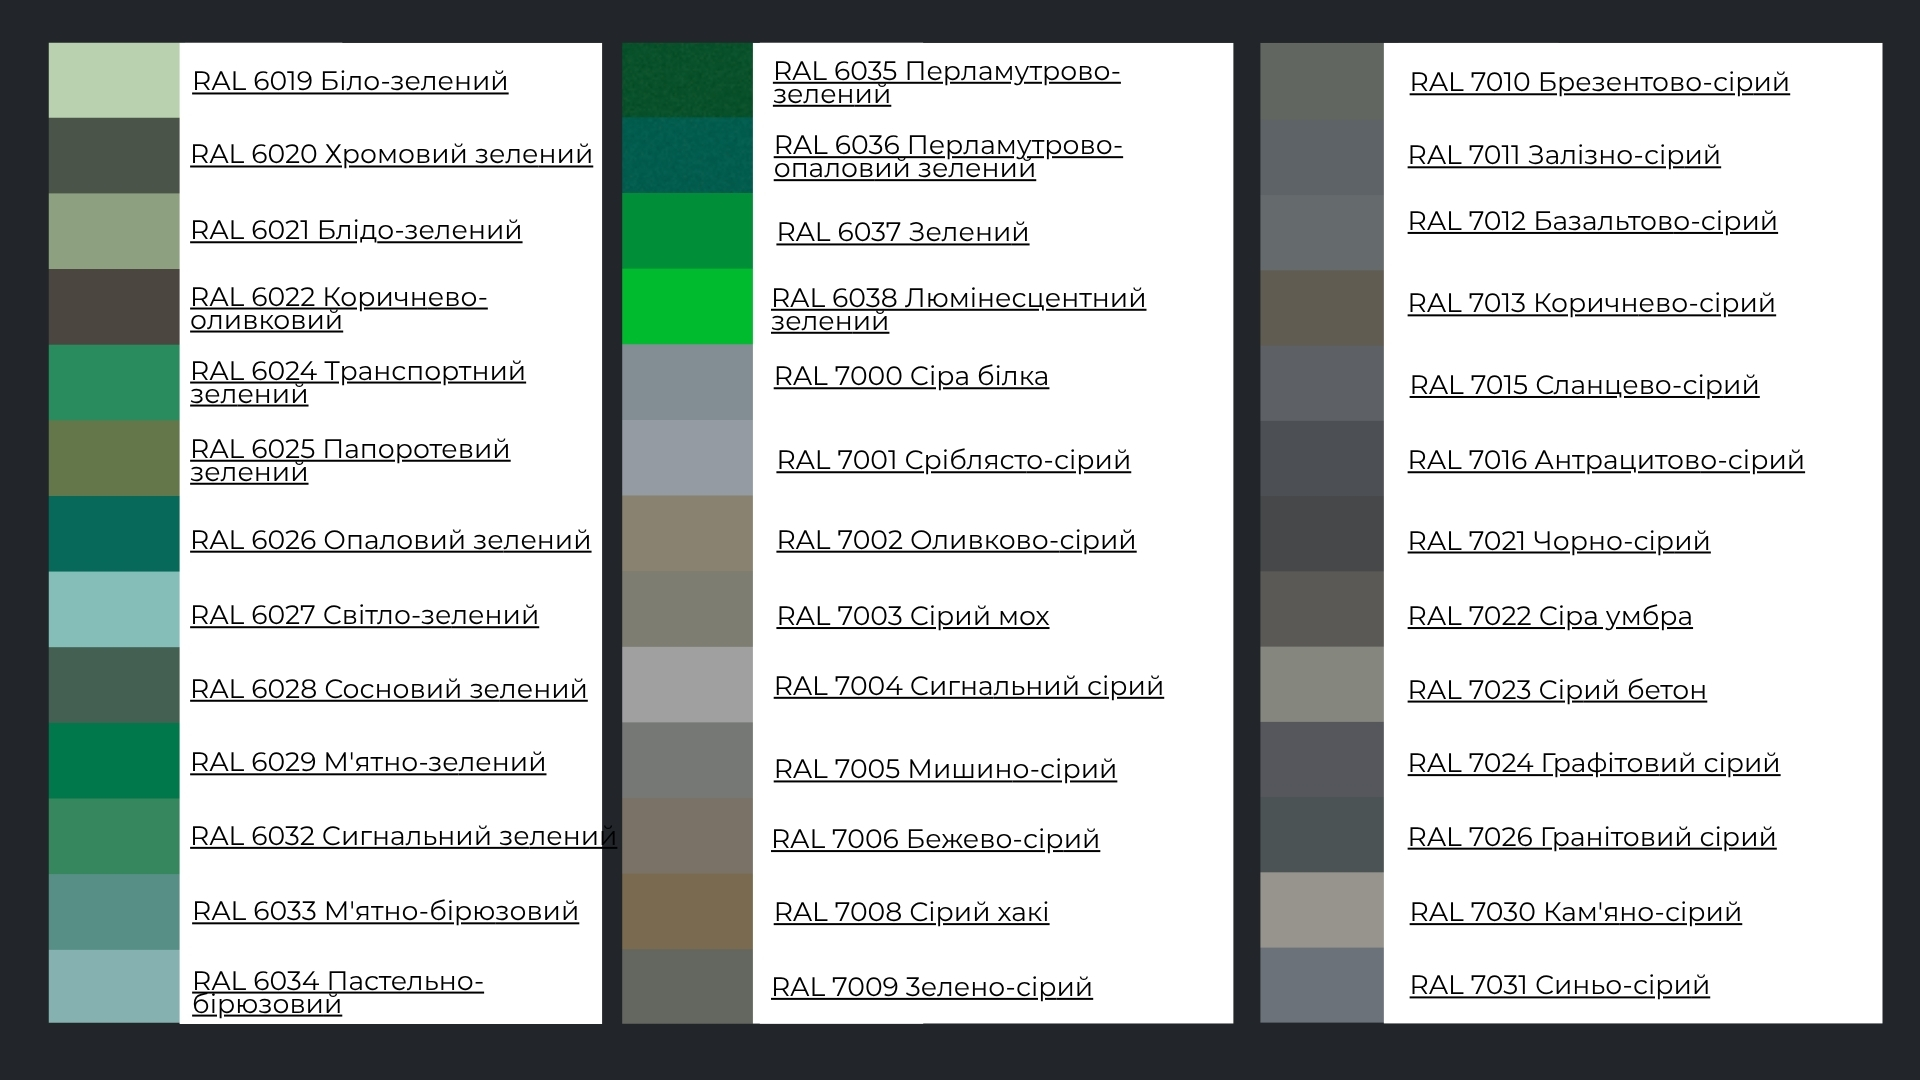 RAL 6019 Біло-зелений
RAL 6020 Хромовий зелений
RAL 6021 Блідо-зелений
RAL 6022 Коричнево-
оливковий
RAL 6024 Транспортний
зелений
RAL 6025 Папоротевий
зелений
RAL 6026 Опаловий зелений
RAL 6027 Світло-зелений
RAL 6028 Сосновий зелений
RAL 6029 М'ятно-зелений
RAL 6032 Сигнальний зелений
RAL 6033 М'ятно-бірюзовий
RAL 6034 Пастельно-
бірюзовий
RAL 6035 Перламутрово-
зелений
RAL 6036 Перламутрово-
опаловий зелений
RAL 6037 Зелений
RAL 6038 Люмінесцентний
зелений
RAL 7000 Сіра білка
RAL 7001 Сріблясто-сірий
RAL 7002 Оливково-сірий
RAL 7003 Сірий мох
RAL 7004 Сигнальний сірий
RAL 7005 Мишино-сірий
RAL 7006 Бежево-сірий
RAL 7008 Сірий хакі
RAL 7009 Зелено-сірий
RAL 7010 Брезентово-сірий
RAL 7011 Залізно-сірий
RAL 7012 Базальтово-сірий
RAL 7013 Коричнево-сірий
RAL 7015 Сланцево-сірий
RAL 7016 Антрацитово-сірий
RAL 7021 Чорно-сірий
RAL 7022 Сіра умбра
RAL 7023 Сірий бетон
RAL 7024 Графітовий сірий
RAL 7026 Гранітовий сірий
RAL 7030 Кам'яно-сірий
RAL 7031 Синьо-сірий